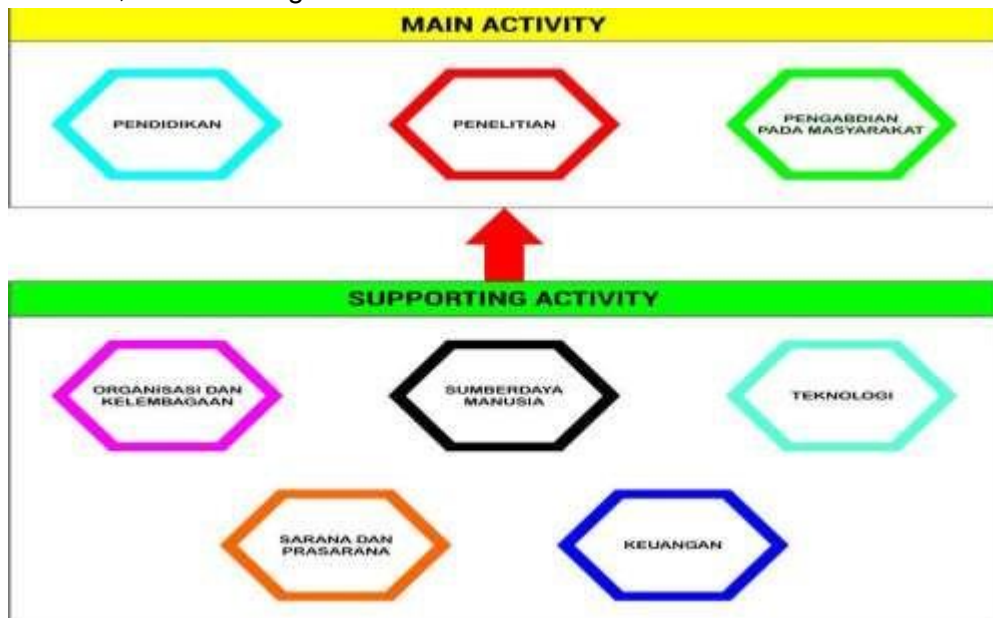 MAIN ACTIVITY
PENDIDIKAN
PENELITIAN
PENGABDIAN
PADA MASYARAKAT
SUPPORTING ACTIVITY
ORGANISASI DAN
KELEMBAGAAN
SUMBERDAYA
MANUSIA
TEKNOLOGI
SARANA DAN
PRASARANA
KEUANGAN